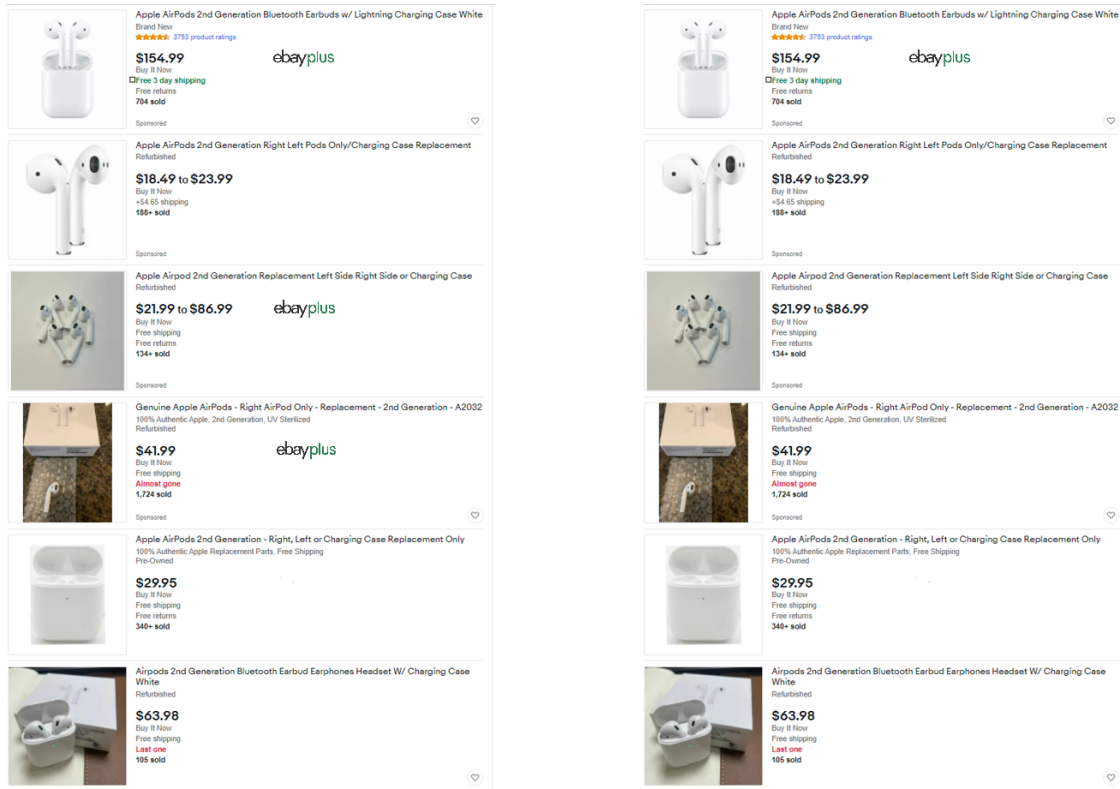 Apple AirPods 2nd Generation Bluetooth Earbuds w/ Lightning Charging Case White
Brand New
3753 product ratings
$154.99
ebayplus
Buy It Now
Free 3 day shipping
Free returns
704 sold
Sponsored
Apple AirPods 2nd Generation Right Left Pods Only/Charging Case Replacement
Refurbished
$18.49 to $23.99
Buy It Now
+$4.65 shipping
188+ sold
Sponsored
Apple Airpod 2nd Generation Replacement Left Side Right Side or Charging Case
Refurbished
$21.99 to $86.99
ebayplus
Buy It Now
Free shipping
Free returns
134+ sold
Sponsored
Genuine Apple AirPods - Right AirPod Only - Replacement - 2nd Generation - A2032
100% Authentic Apple, 2nd Generation, UV Sterilized
Refurbished
$41.99
ebayplus
Buy It Now
Free shipping
Almost gone
1,724 sold
Sponsored
Apple AirPods 2nd Generation - Right, Left or Charging Case Replacement Only
100% Authentic Apple Replacement Parts, Free Shipping
Pre-Owned
$29.95
Buy It Now
Free shipping
Free returns
340+ sold
Airpods 2nd Generation Bluetooth Earbud Earphones Headset W/ Charging Case
White
Refurbished
$63.98
Buy It Now
Free shipping
Last one
105 sold
Apple AirPods 2nd Generation Bluetooth Earbuds w/ Lightning Charging Case White
Brand New
3753 product ratings
$154.99
ebayplus
Buy It Now
Free 3 day shipping
Free returns
704 sold
Sponsored
Apple AirPods 2nd Generation Right Left Pods Only/Charging Case Replacement
Refurbished
$18.49 to $23.99
Buy It Now
+$4.65 shipping
188+ sold
Sponsored
Apple Airpod 2nd Generation Replacement Left Side Right Side or Charging Case
Refurbished
$21.99 to $86.99
Buy It Now
Free shipping
Free returns
134+ sold
Sponsored
Genuine Apple AirPods - Right AirPod Only - Replacement - 2nd Generation - A2032
100% Authentic Apple, 2nd Generation, UV Sterilized
Refurbished
$41.99
Buy It Now
Free shipping
Almost gone
1,724 sold
Sponsored
Apple AirPods 2nd Generation - Right, Left or Charging Case Replacement Only
100% Authentic Apple Replacement Parts, Free Shipping
Pre-Owned
$29.95
Buy It Now
Free shipping
Free returns
340+ sold
Airpods 2nd Generation Bluetooth Earbud Earphones Headset W/ Charging Case
White
Refurbished
$63.98
Buy It Now
Free shipping
Last one
105 sold